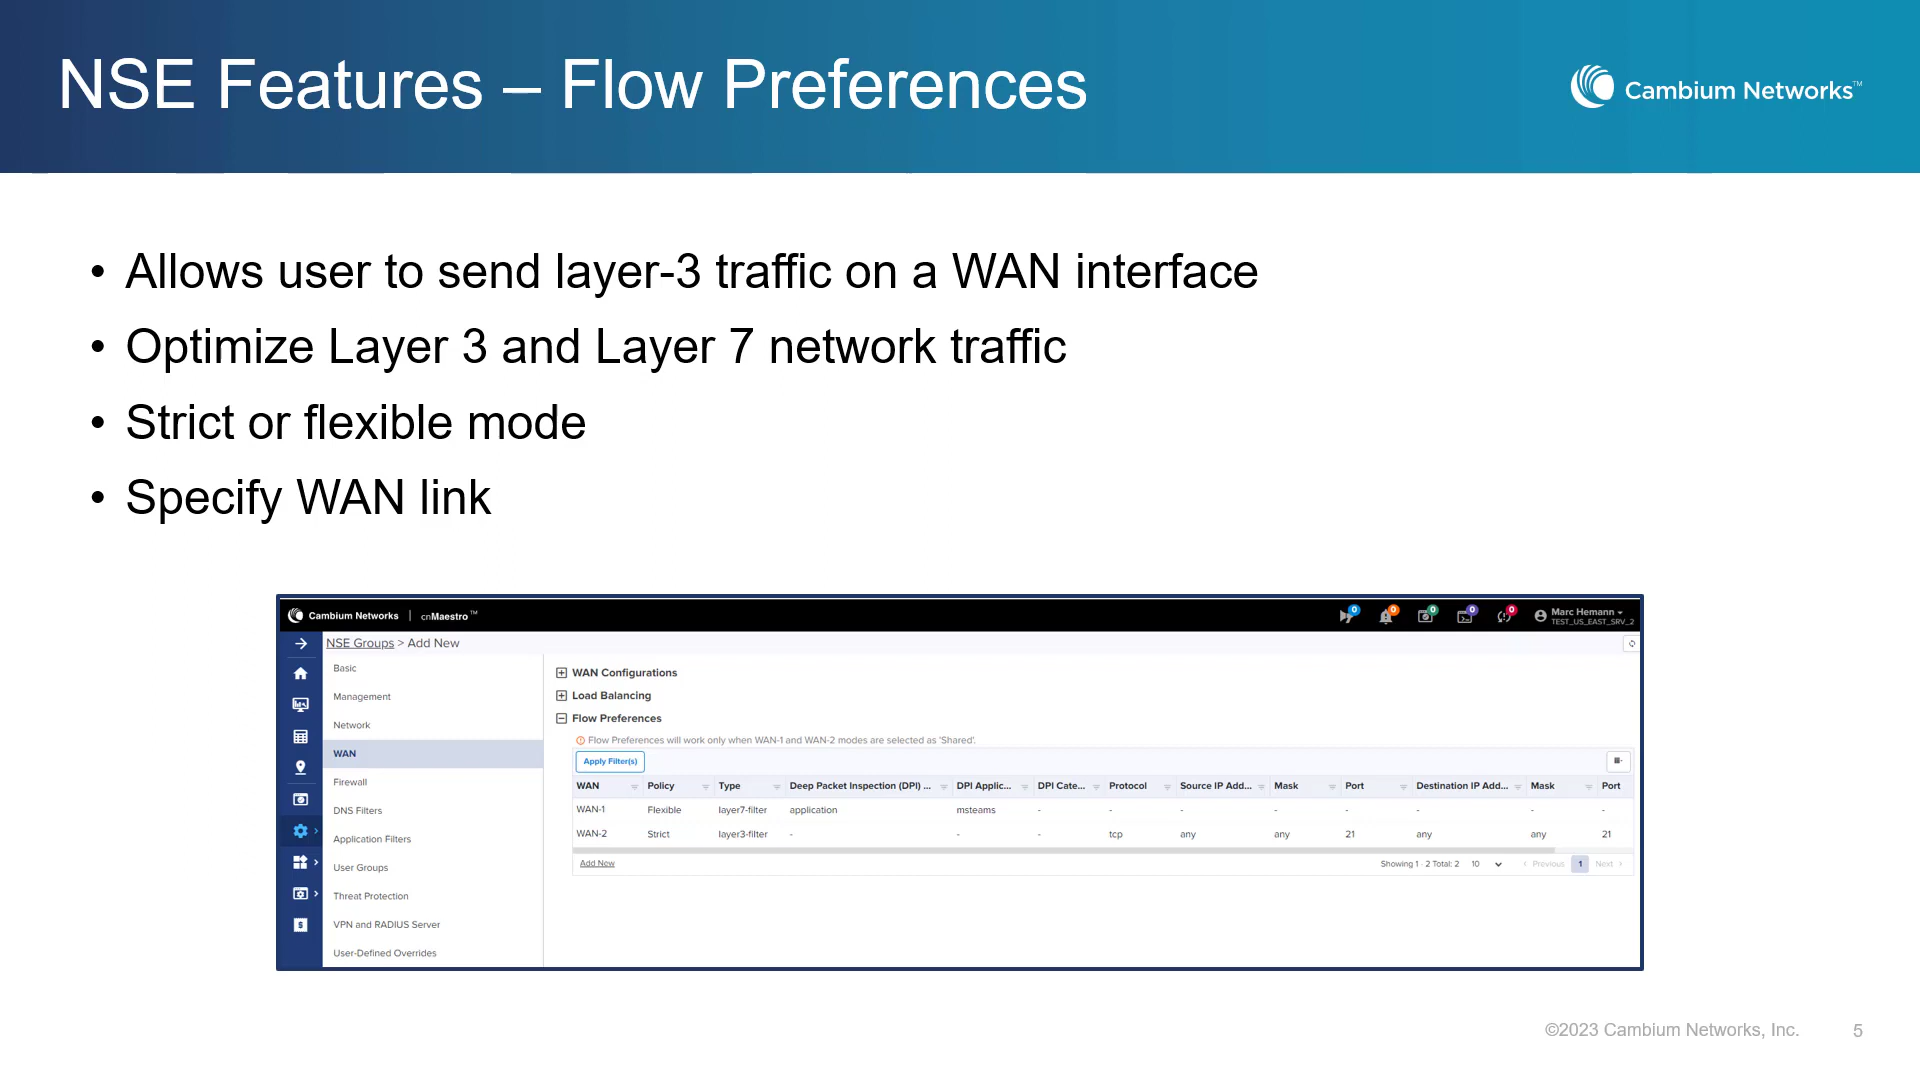 NSE Features – Flow Preferences
Cambium Networks™
• Allows user to send layer-3 traffic on a WAN interface
• Optimize Layer 3 and Layer 7 network traffic
• Strict or flexible mode
• Specify WAN link
Cambium Networks | cnMaestro™
0 0 0 0 0
Marc Hemann
TEST_US_EAST_SRV_2
NSE Groups > Add New
Basic
Management
Network
WAN
Firewall
DNS Filters
Application Filters
User Groups
Threat Protection
VPN and RADIUS Server
User-Defined Overrides
WAN Configurations
Load Balancing
Flow Preferences
Flow Preferences will work only when WAN-1 and WAN-2 modes are selected as 'Shared'.
Apply Filter(s)
WAN Policy Type Deep Packet Inspection (DPI) ... DPI Applic... DPI Cate... Protocol Source IP Add... Mask Port Destination IP Add... Mask Port
WAN-1 Flexible layer7-filter application msteams - - - - - - - -
WAN-2 Strict layer3-filter - - - tcp any any 21 any any 21
Add New Showing 1 - 2 Total: 2 10 < Previous 1 Next >
©2023 Cambium Networks, Inc. 5